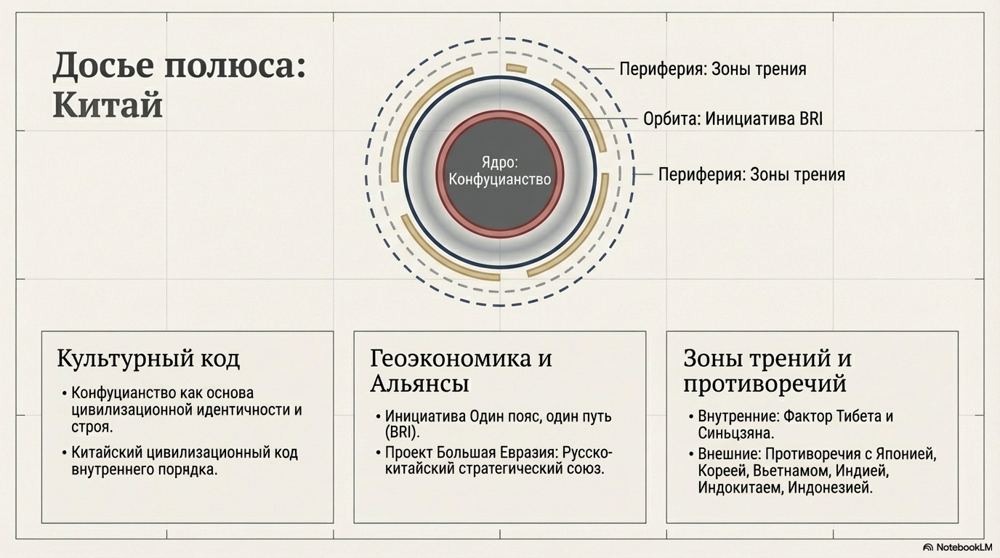 Досье полюса:
Китай
Периферия: Зоны трения
Орбита: Инициатива BRI
Периферия: Зоны трения
Ядро:
Конфуцианство
Культурный код
• Конфуцианство как основа
цивилизационной идентичности и
строя.
• Китайский цивилизационный код
внутреннего порядка.
Геоэкономика и
Альянсы
• Инициатива Один пояс, один путь
(BRI).
• Проект Большая Евразия: Русско-
китайский стратегический союз.
Зоны трений и
противоречий
• Внутренние: Фактор Тибета и
Синьцзяна.
• Внешние: Противоречия с Японией,
Кореей, Вьетнамом, Индией,
Индокитаем, Индонезией.
NotebookLM